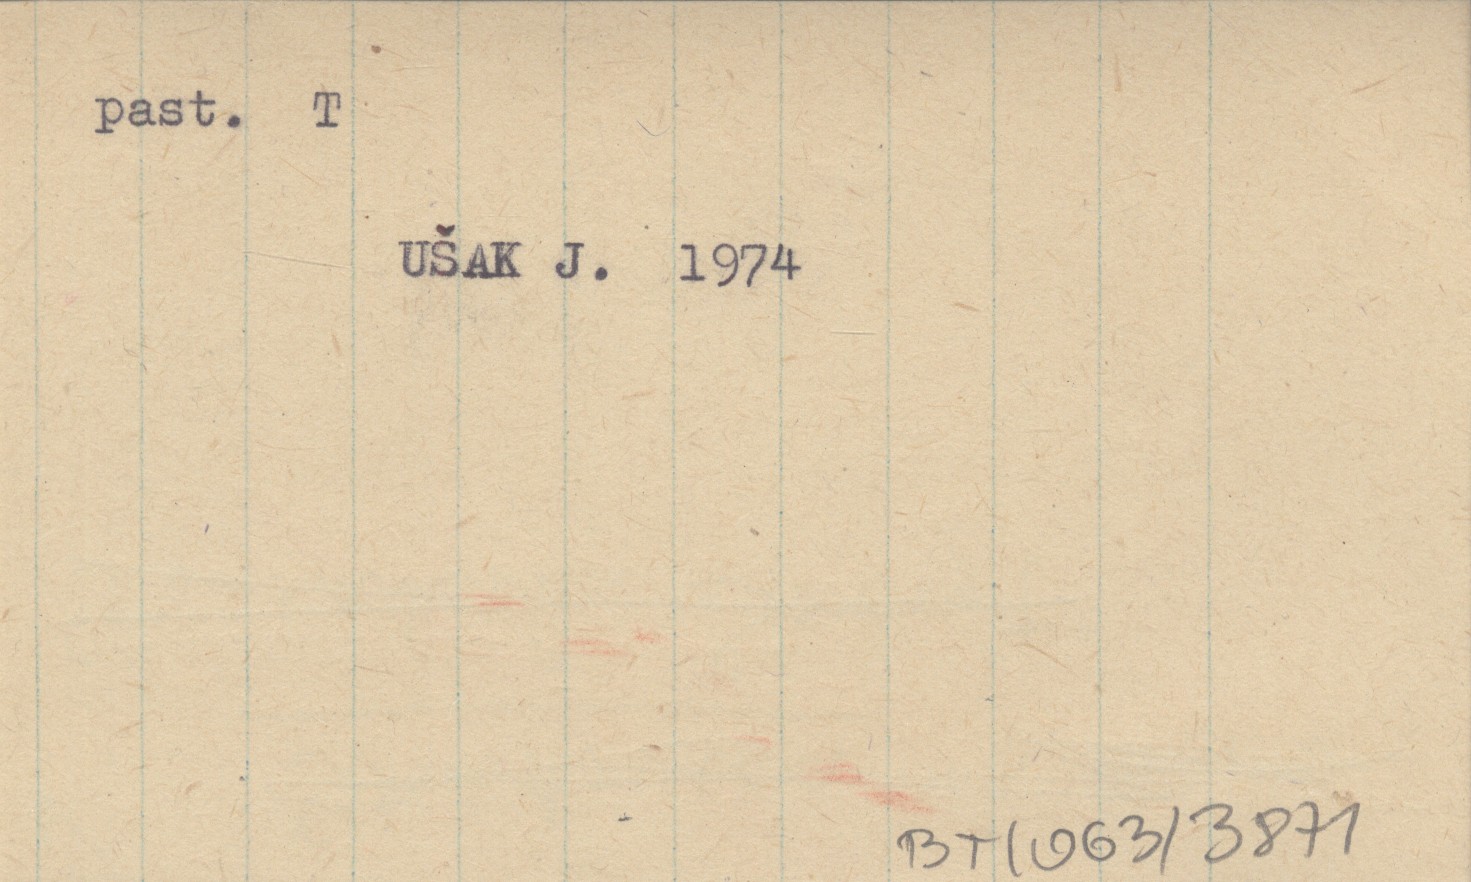 past. T
UŠAK J. 1974
BT(063)3871